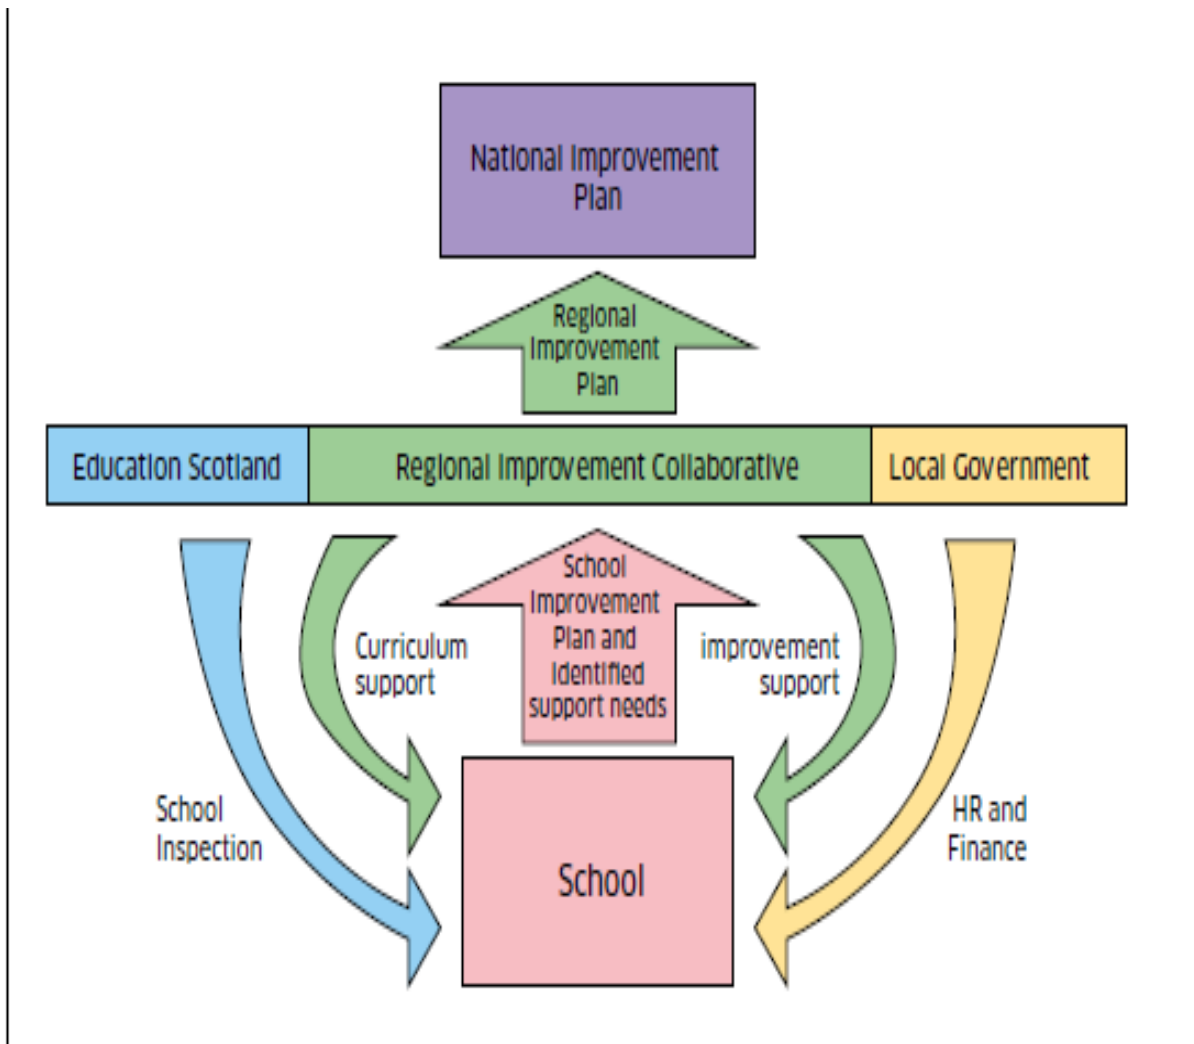 National Improvement
Plan
Regional
Improvement
Plan
Education Scotland
Regional Improvement Collaborative
Local Government
School
Improvement
Plan and
identified
support needs
Curriculum
support
improvement
support
School
Inspection
HR and
Finance
School